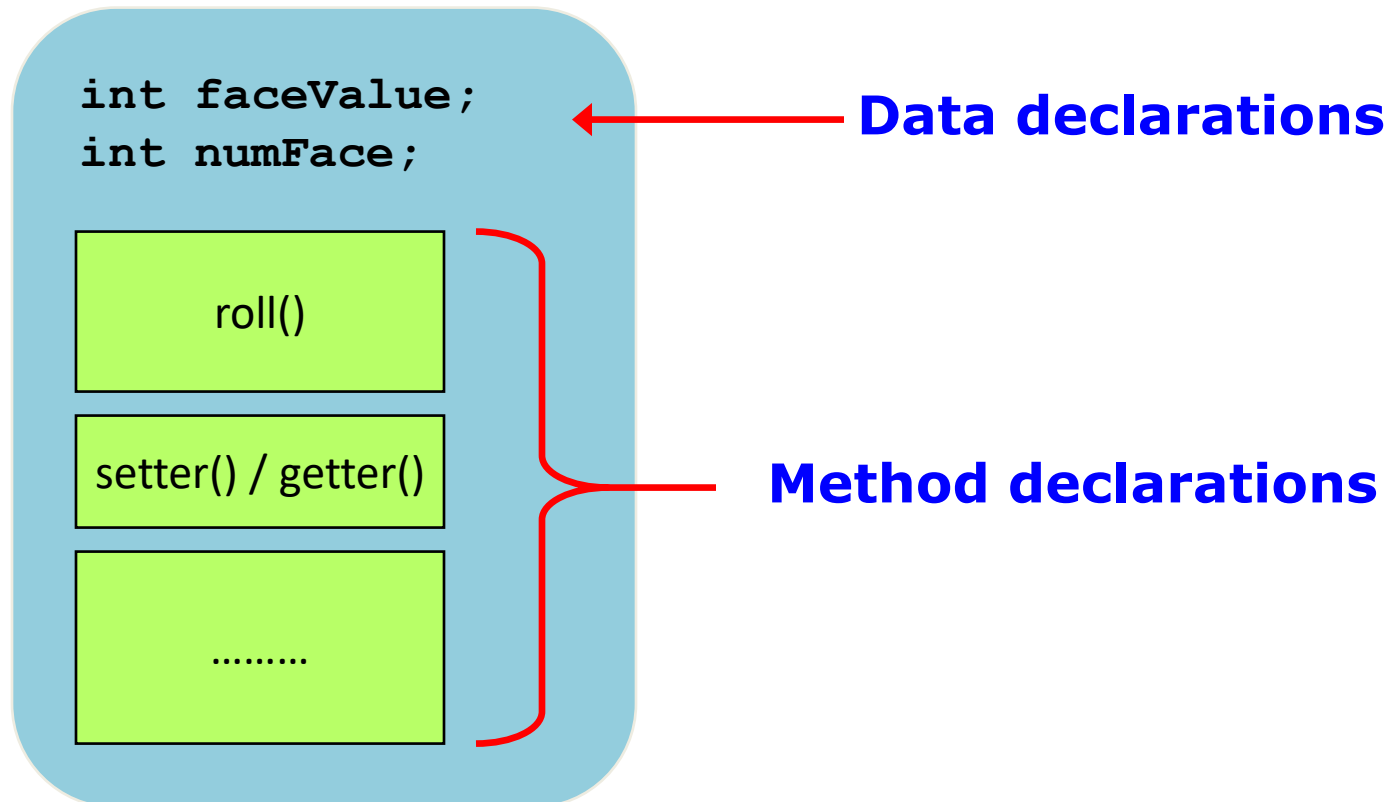 int faceValue;
int numFace;
Data declarations
roll()
setter() / getter()
Method declarations
………